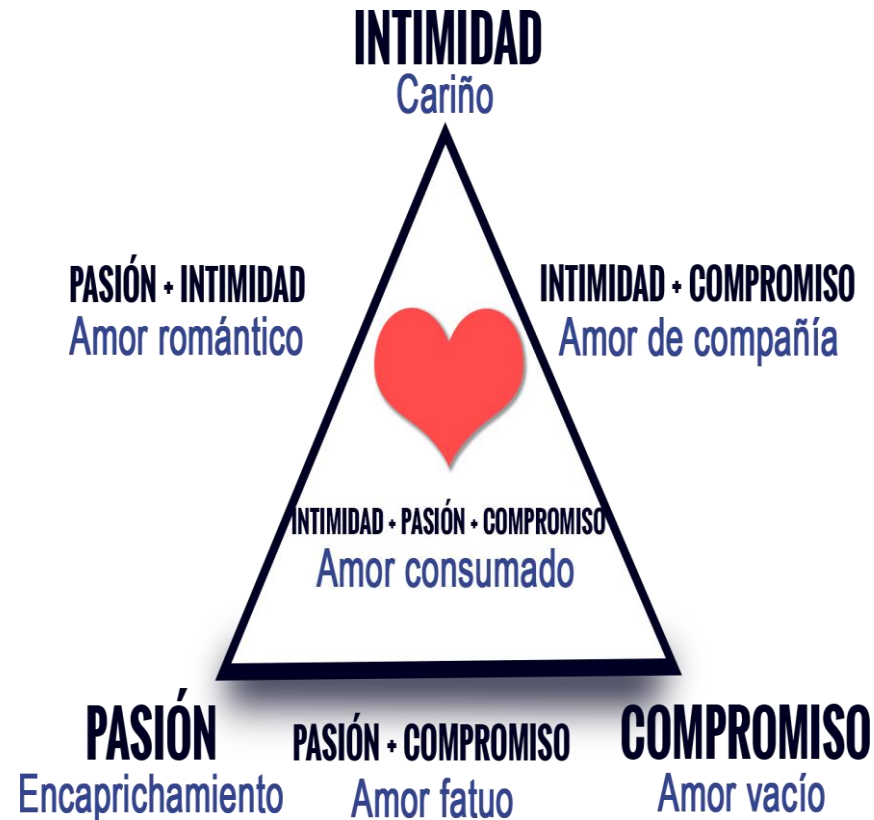 INTIMIDAD
Cariño
PASIÓN + INTIMIDAD
Amor romántico
INTIMIDAD + COMPROMISO
Amor de compañía
INTIMIDAD + PASIÓN + COMPROMISO
Amor consumado
PASIÓN
Encaprichamiento
PASIÓN + COMPROMISO
Amor fatuo
COMPROMISO
Amor vacío